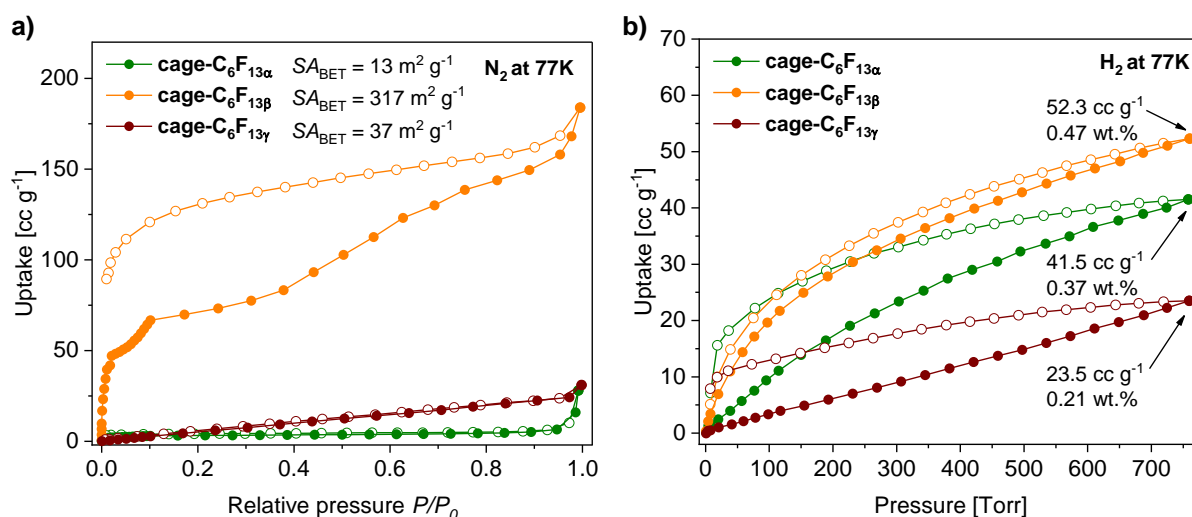 a)
cage-C₆F₁₃α SA_BET = 13 m² g⁻¹ N₂ at 77K
cage-C₆F₁₃β SA_BET = 317 m² g⁻¹
cage-C₆F₁₃γ SA_BET = 37 m² g⁻¹
Uptake [cc g⁻¹]
200
150
100
50
0
0.0 0.2 0.4 0.6 0.8 1.0
Relative pressure P/P₀
b)
cage-C₆F₁₃α H₂ at 77K
cage-C₆F₁₃β
cage-C₆F₁₃γ
52.3 cc g⁻¹
0.47 wt.%
41.5 cc g⁻¹
0.37 wt.%
23.5 cc g⁻¹
0.21 wt.%
Uptake [cc g⁻¹]
70
60
50
40
30
20
10
0
0 100 200 300 400 500 600 700
Pressure [Torr]